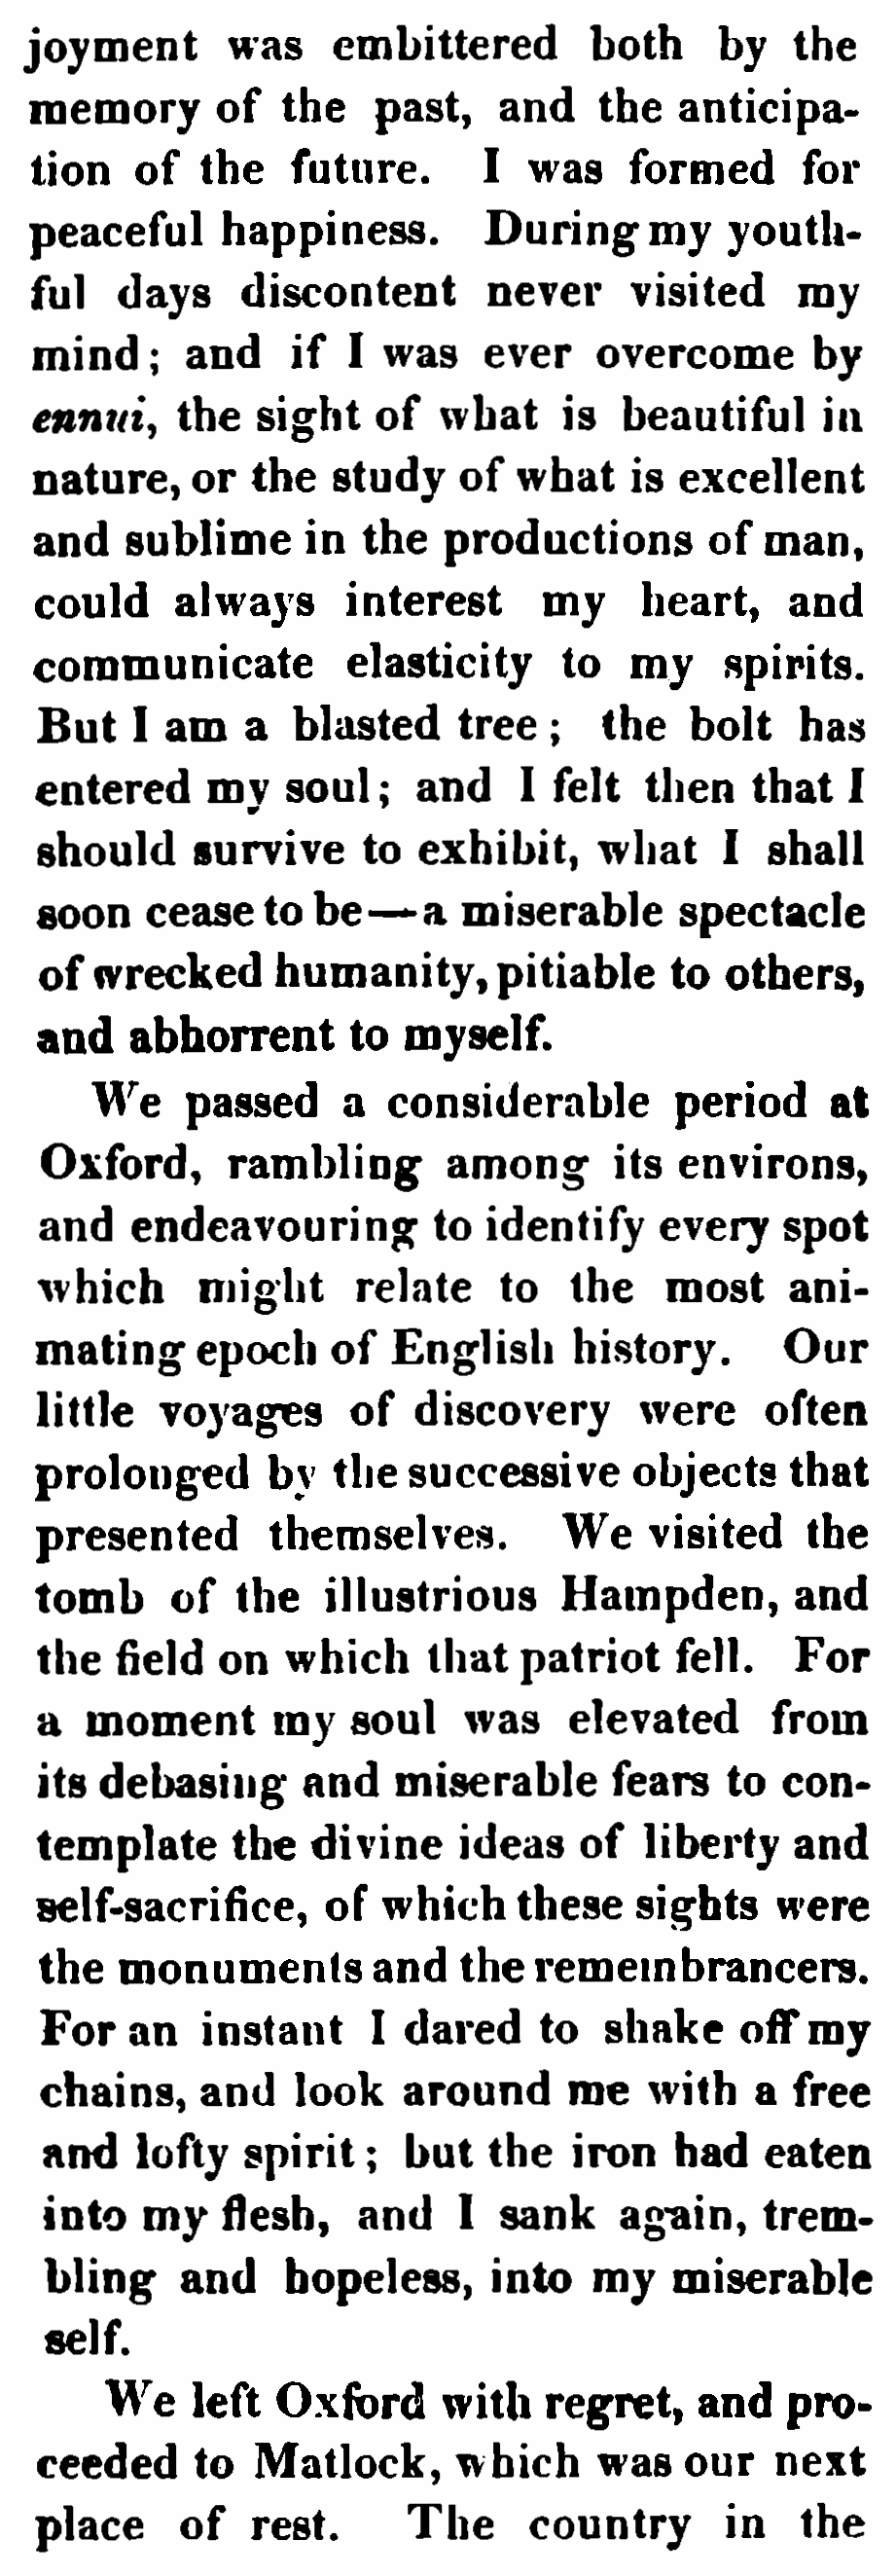 joyment was embittered both by the
memory of the past, and the anticipa-
tion of the future. I was formed for
peaceful happiness. During my youth-
ful days discontent never visited my
mind; and if I was ever overcome by
ennui, the sight of what is beautiful in
nature, or the study of what is excellent
and sublime in the productions of man,
could always interest my heart, and
communicate elasticity to my spirits.
But I am a blasted tree; the bolt has
entered my soul; and I felt then that I
should survive to exhibit, what I shall
soon cease to be—a miserable spectacle
of wrecked humanity, pitiable to others,
and abhorrent to myself.
We passed a considerable period at
Oxford, rambling among its environs,
and endeavouring to identify every spot
which might relate to the most ani-
mating epoch of English history. Our
little voyages of discovery were often
prolonged by the successive objects that
presented themselves. We visited the
tomb of the illustrious Hampden, and
the field on which that patriot fell. For
a moment my soul was elevated from
its debasing and miserable fears to con-
template the divine ideas of liberty and
self-sacrifice, of which these sights were
the monuments and the remembrancers.
For an instant I dared to shake off my
chains, and look around me with a free
and lofty spirit; but the iron had eaten
into my flesh, and I sank again, trem-
bling and hopeless, into my miserable
self.
We left Oxford with regret, and pro-
ceeded to Matlock, which was our next
place of rest. The country in the